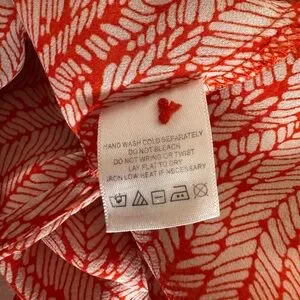 HAND WASH COLD SEPARATELY
DO NOT BLEACH
DO NOT WRING OR TWIST
LAY FLAT TO DRY
IRON LOW HEAT IF NECESSARY